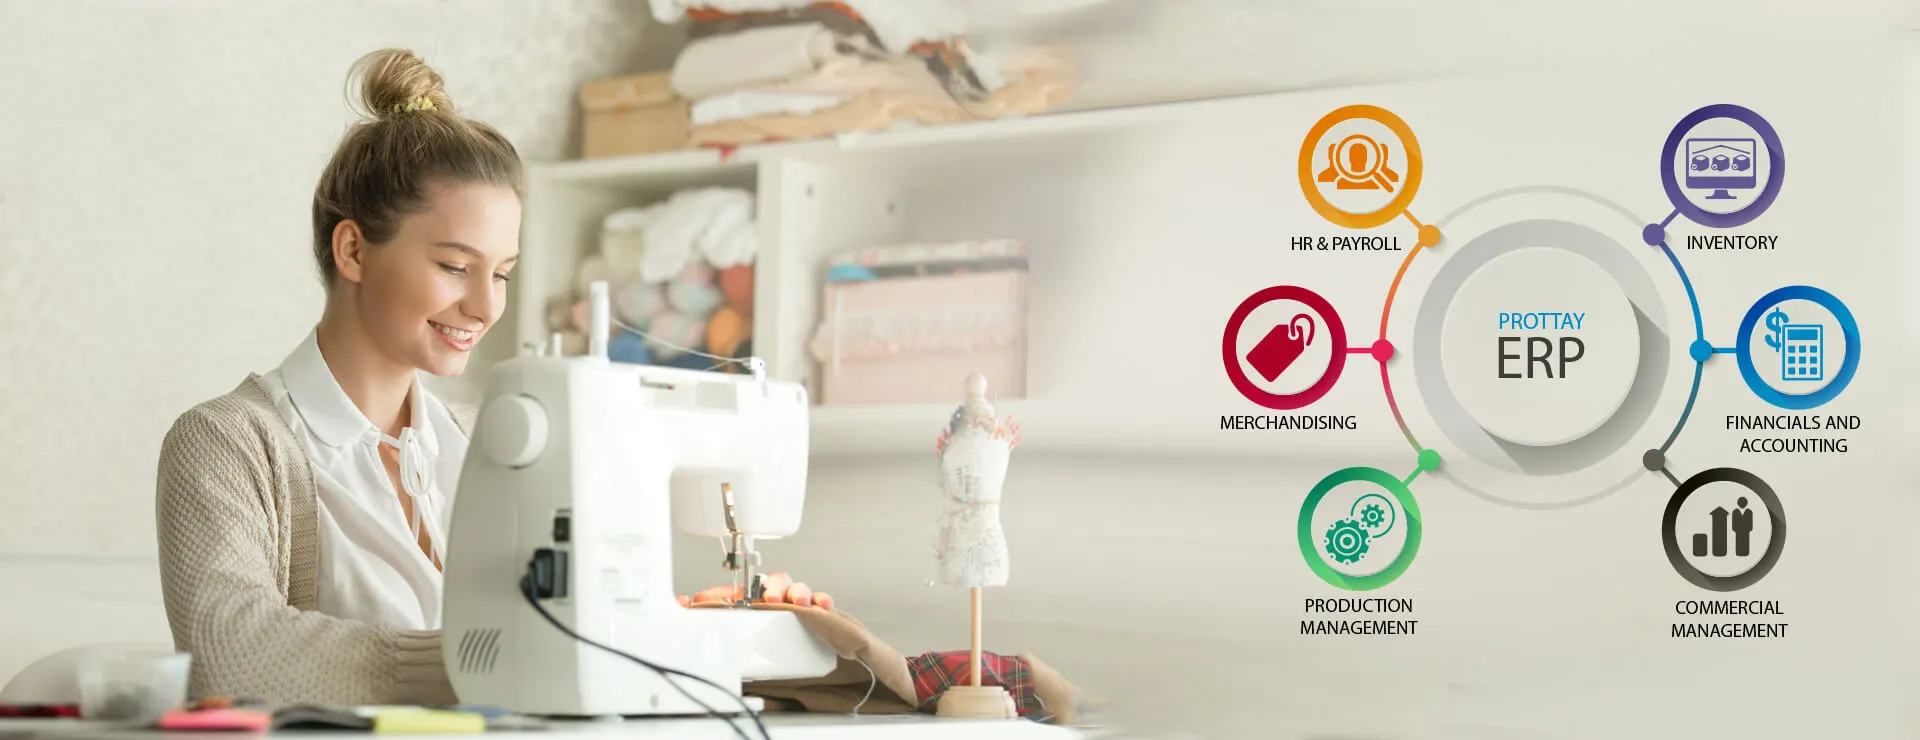 HR & PAYROLL
INVENTORY
PROTTAY
ERP
MERCHANDISING
FINANCIALS AND
ACCOUNTING
PRODUCTION
MANAGEMENT
COMMERCIAL
MANAGEMENT